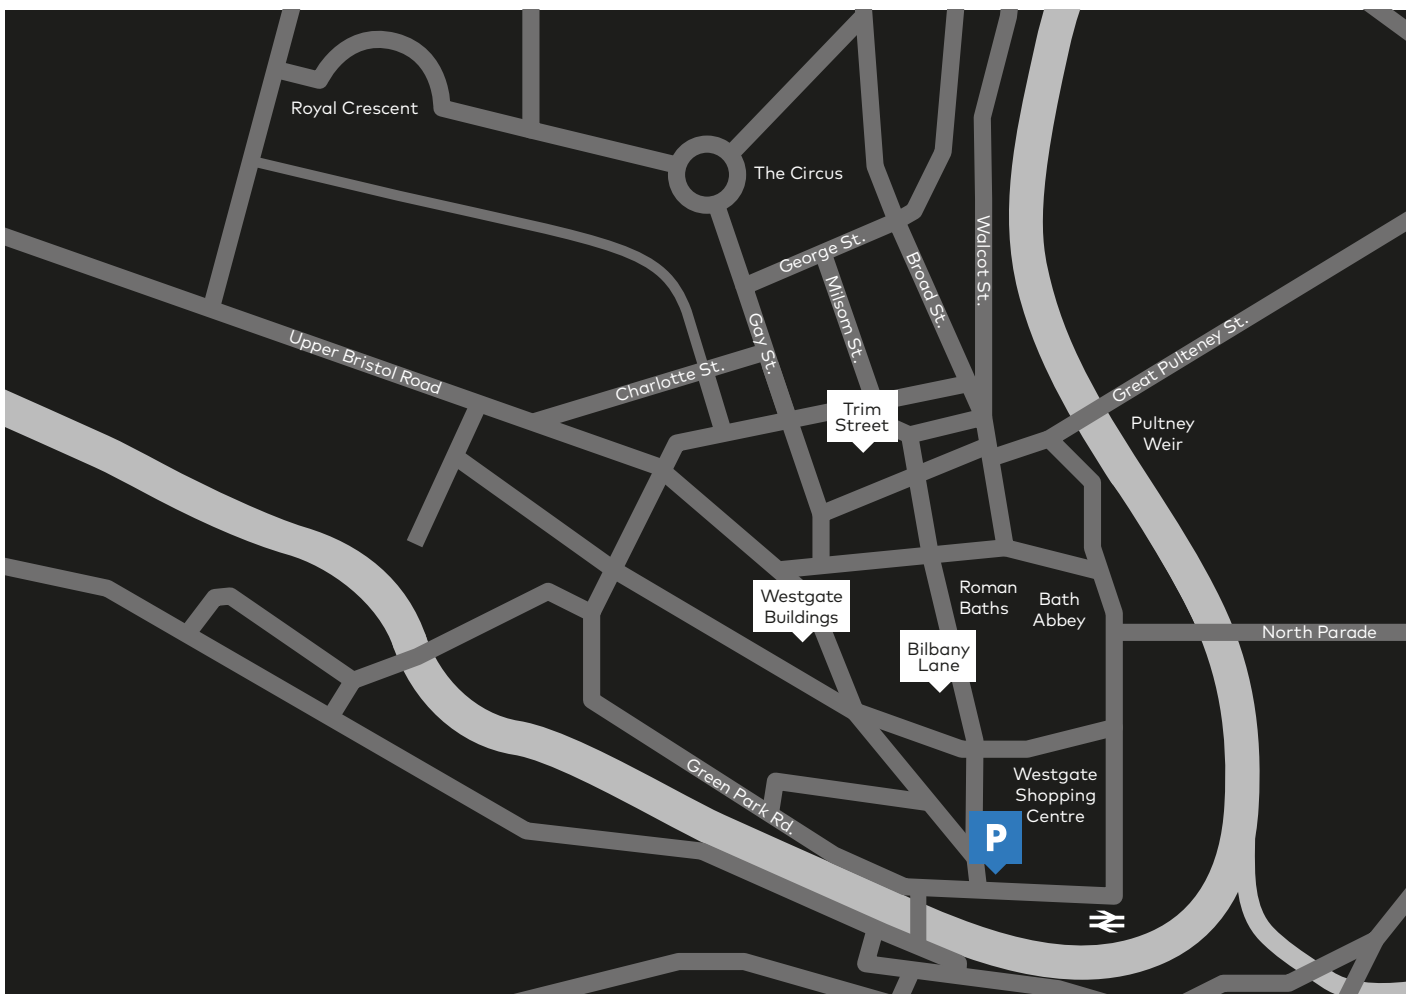 Royal Crescent
The Circus
George St.
Walcot St.
Broad St.
Milsom St.
Gay St.
Upper Bristol Road
Charlotte St.
Great Pulteney St.
Trim
Street
Pultney
Weir
Westgate
Buildings
Roman
Baths
Bath
Abbey
North Parade
Bilbany
Lane
Green Park Rd.
Westgate
Shopping
Centre
P